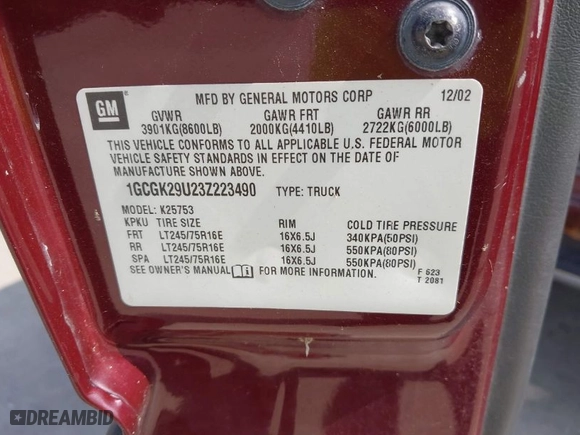 GM
MFD BY GENERAL MOTORS CORP 12/02
GVWR GAWR FRT GAWR RR
3901KG(8600LB) 2000KG(4410LB) 2722KG(6000LB)
THIS VEHICLE CONFORMS TO ALL APPLICABLE U.S. FEDERAL MOTOR
VEHICLE SAFETY STANDARDS IN EFFECT ON THE DATE OF
MANUFACTURE SHOWN ABOVE.
1GCGK29U23Z223490 TYPE: TRUCK
MODEL: K25753
KPKU TIRE SIZE RIM COLD TIRE PRESSURE
FRT LT245/75R16E 16X6.5J 340KPA(50PSI)
RR LT245/75R16E 16X6.5J 550KPA(80PSI)
SPA LT245/75R16E 16X6.5J 550KPA(80PSI)
SEE OWNER'S MANUAL FOR MORE INFORMATION. F 523
T 2081
DREAMBID